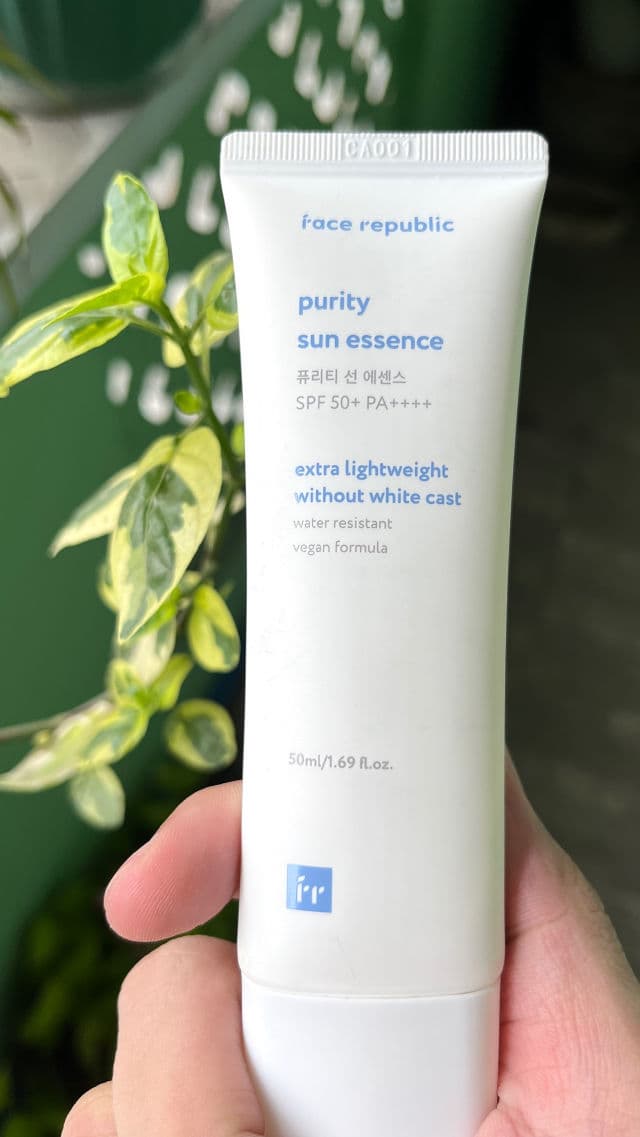 CA001
face republic
purity
sun essence
퓨리티 선 에센스
SPF 50+ PA++++
extra lightweight
without white cast
water resistant
vegan formula
50ml/1.69 fl.oz.
fr